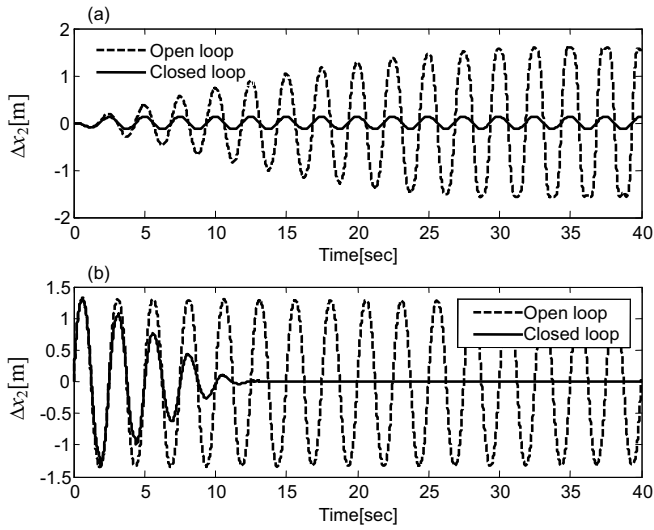 (a)
2
1
0
-1
-2
Δx2[m]
Open loop
Closed loop
0 5 10 15 20 25 30 35 40
Time[sec]
(b)
1.5
1
0.5
0
-0.5
-1
-1.5
Δx2[m]
Open loop
Closed loop
0 5 10 15 20 25 30 35 40
Time[sec]